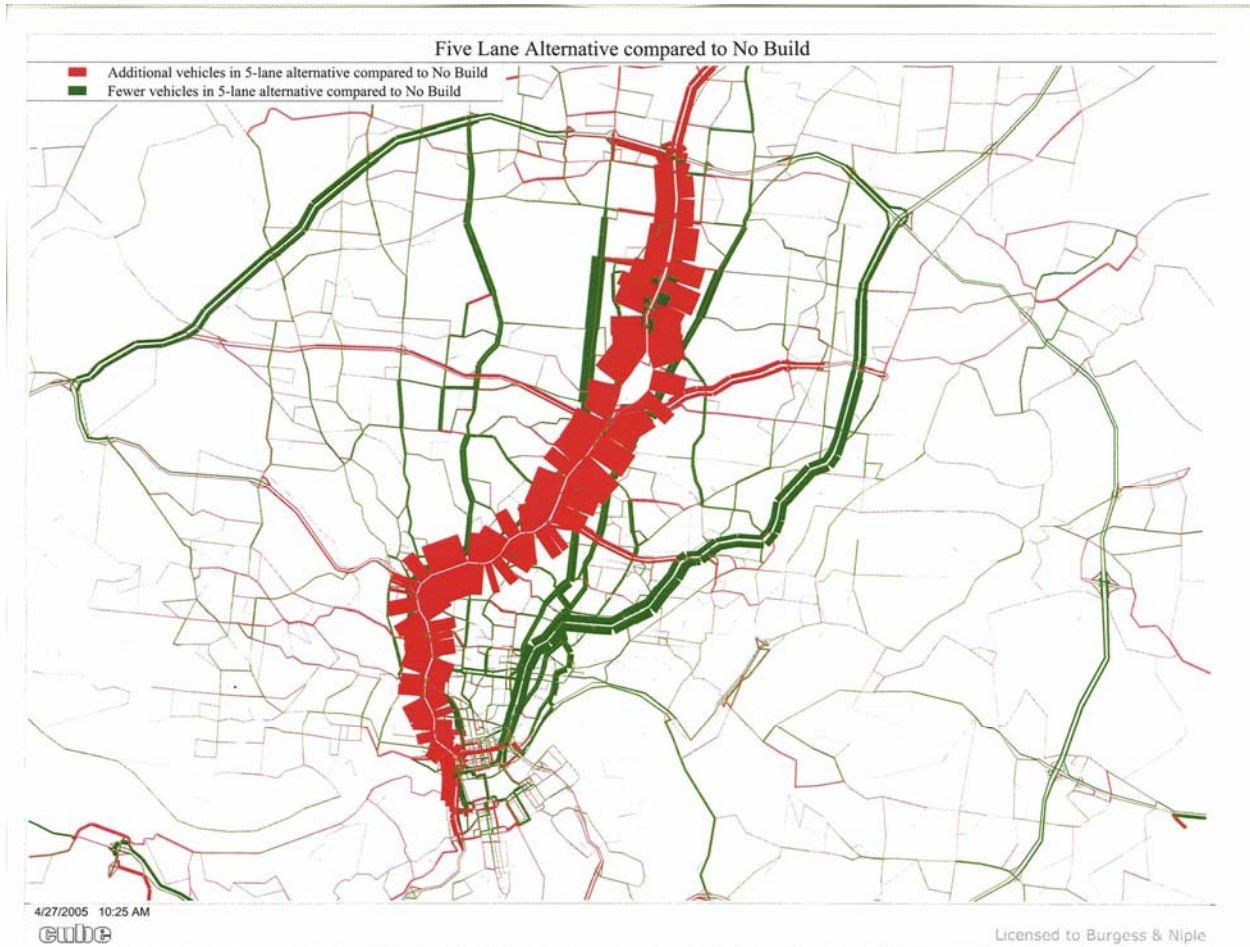 Five Lane Alternative compared to No Build
Additional vehicles in 5-lane alternative compared to No Build
Fewer vehicles in 5-lane alternative compared to No Build
4/27/2005 10:25 AM
cube
Licensed to Burgess & Niple